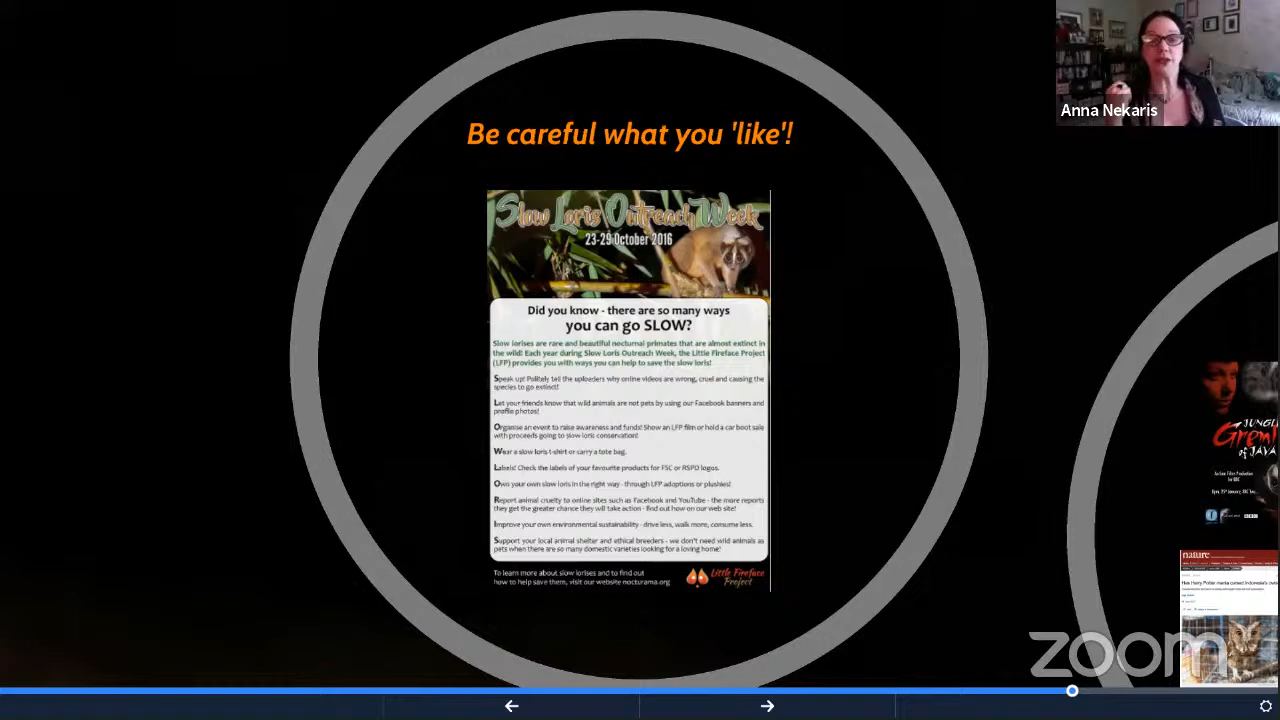 Anna Nekaris
Be careful what you 'like'!
Slow Loris Outreach Week
23-29 October 2016
Did you know - there are so many ways
you can go SLOW?
Slow lorises are rare and beautiful nocturnal primates that are almost extinct in
the wild! Each year during Slow Loris Outreach Week, the Little Fireface Project
(LFP) provides you with ways you can help to save the slow loris!
Speak up! Politely tell the uploaders why online videos are wrong, cruel and causing the
species to go extinct!
Let your friends know that wild animals are not pets by using our Facebook banners and
profile photos!
Organise an event to raise awareness and funds! Show an LFP film or hold a car boot sale
with proceeds going to slow loris conservation!
Wear a slow loris t-shirt or carry a tote bag.
Labels! Check the labels of your favourite products for FSC or RSPO logos.
Own your own slow loris in the right way - through LFP adoptions or plushies!
Report animal cruelty to online sites such as Facebook and YouTube - the more reports
they get the greater chance they will take action - find out how on our web site!
Improve your own environmental sustainability - drive less, walk more, consume less.
Support your local animal shelter and ethical breeders - we don't need wild animals as
pets when there are so many domestic varieties looking for a loving home!
To learn more about slow lorises and to find out
how to help save them, visit our website nocturama.org
Little Fireface
Project
JUNGL
Grem
of JAVA
nature
Has Harry Potter mania cursed Indonesia's
zoom